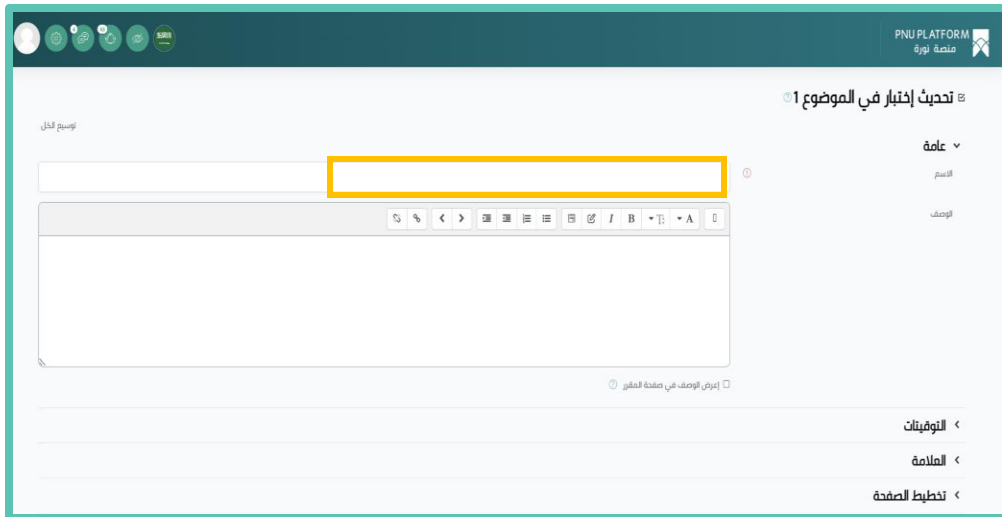 PNU PLATFORM
منصة نورة
تحديث إختبار في الموضوع 1
توسيع الكل
عامة
الاسم
الوصف
A T: B I
إعرض الوصف في صفحة المقرر
التوقيتات
العلامة
تخطيط الصفحة